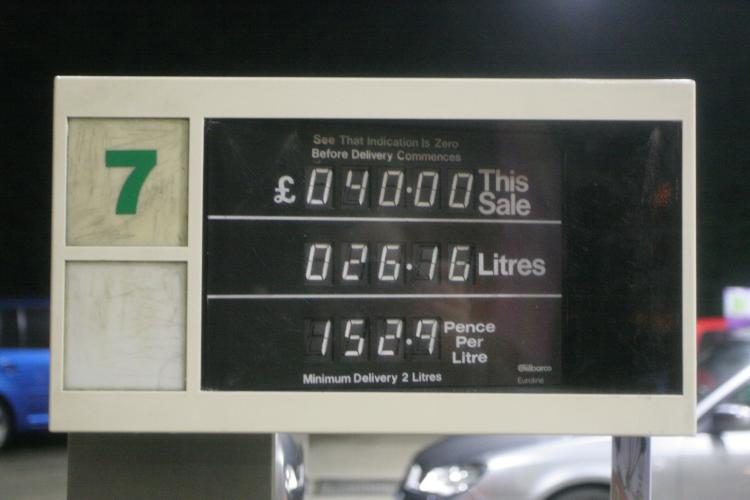 7
See That Indication Is Zero
Before Delivery Commences
£ 040.00 This Sale
026.16 Litres
152.9 Pence Per Litre
Minimum Delivery 2 Litres
Gilbarco
Euroline